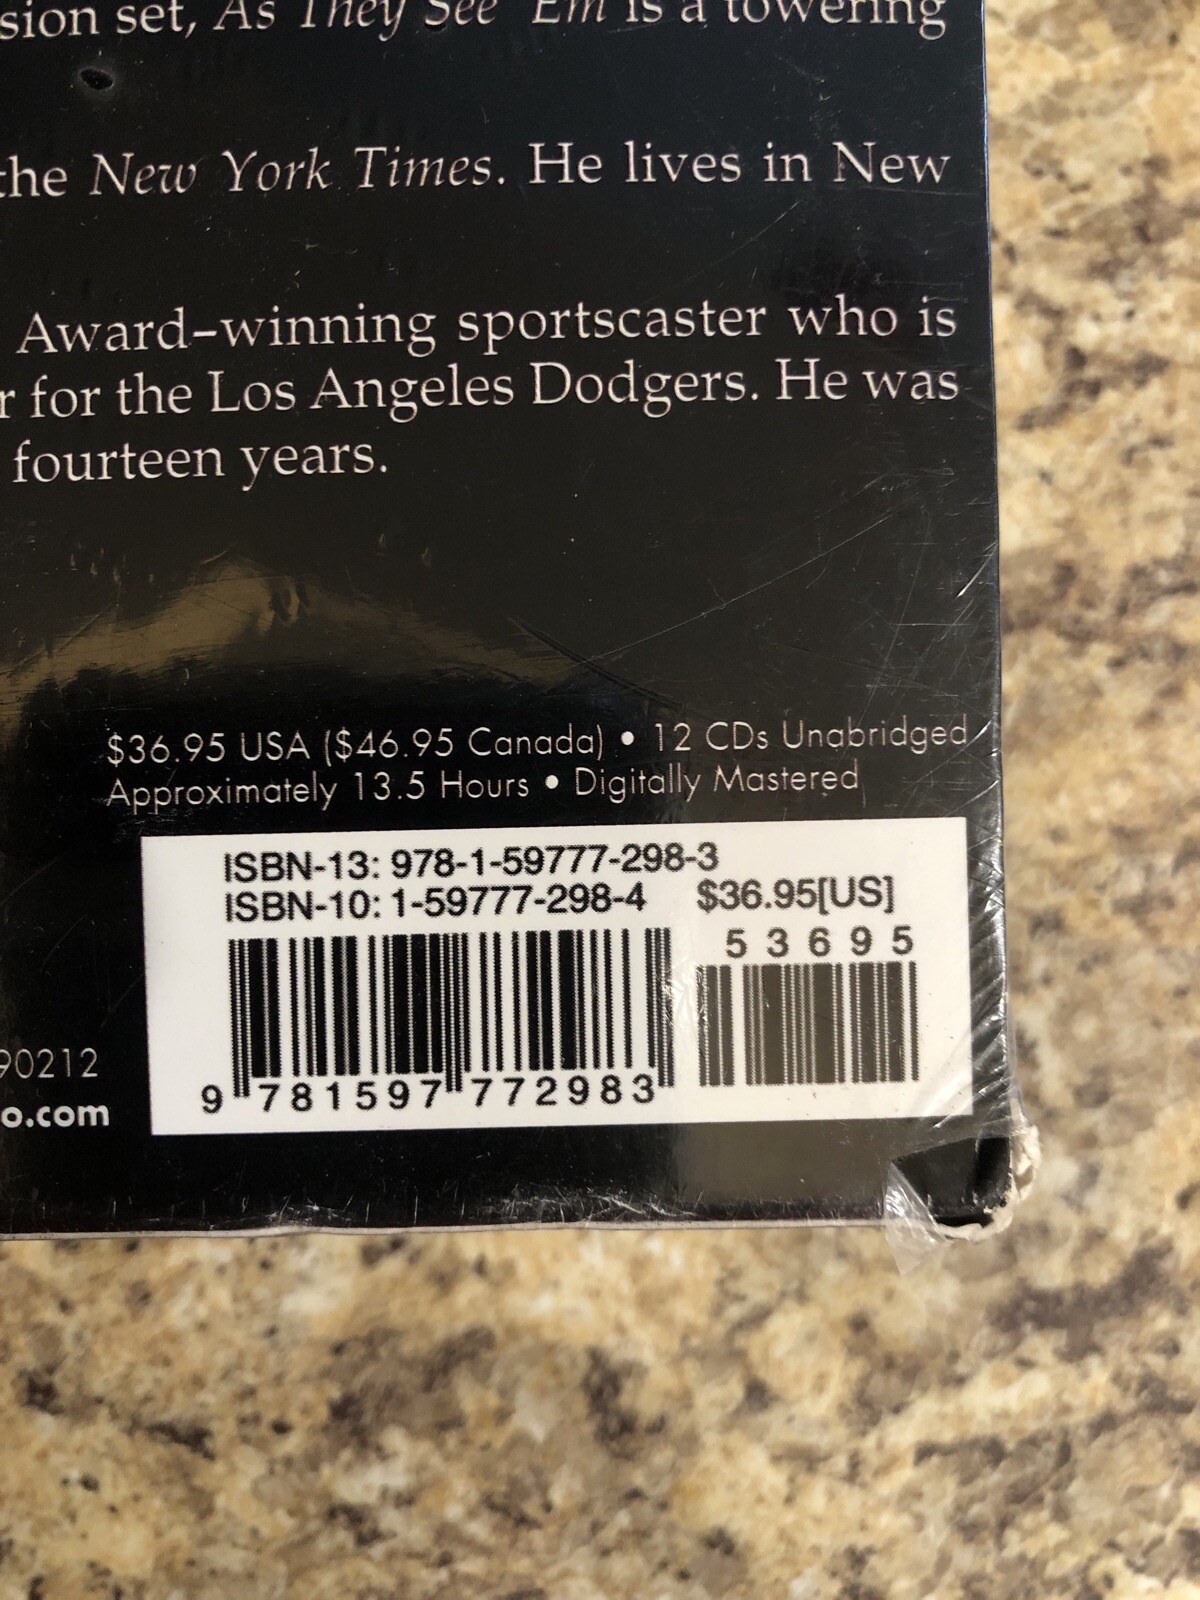 sion set, As They See 'Em is a towering
the New York Times. He lives in New
Award–winning sportscaster who is
r for the Los Angeles Dodgers. He was
fourteen years.
$36.95 USA ($46.95 Canada) • 12 CDs Unabridged
Approximately 13.5 Hours • Digitally Mastered
ISBN-13: 978-1-59777-298-3
ISBN-10: 1-59777-298-4 $36.95[US]
53695
90212
9 781597 772983
o.com